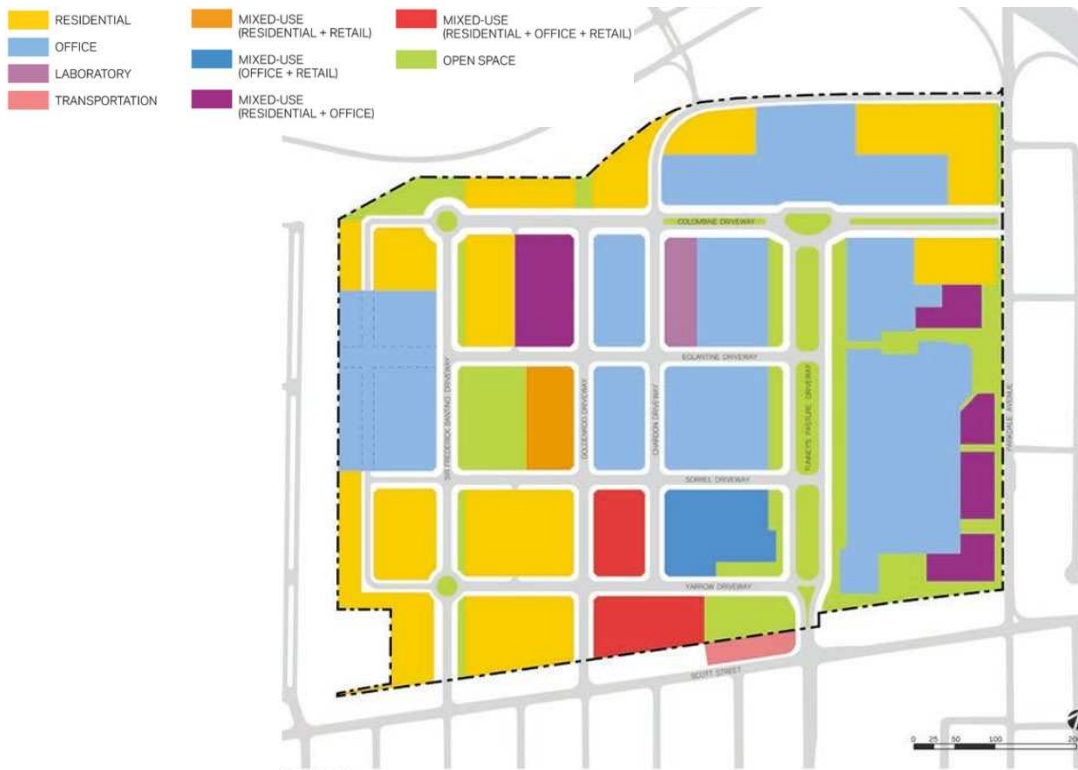 RESIDENTIAL
OFFICE
LABORATORY
TRANSPORTATION
MIXED-USE
(RESIDENTIAL + RETAIL)
MIXED-USE
(OFFICE + RETAIL)
MIXED-USE
(RESIDENTIAL + OFFICE)
MIXED-USE
(RESIDENTIAL + OFFICE + RETAIL)
OPEN SPACE
COLOMBINE DRIVEWAY
EGLANTINE DRIVEWAY
SIR FREDERICK BANTING DRIVEWAY
GOLDENROD DRIVEWAY
CHARDON DRIVEWAY
TUNNEY'S PASTURE DRIVEWAY
PARKDALE AVENUE
SORREL DRIVEWAY
YARROW DRIVEWAY
SCOTT STREET
0 25 50 100